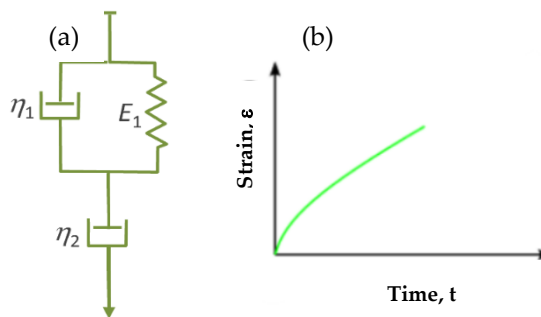 (a)
(b)
η1
E1
η2
Strain, ε
Time, t